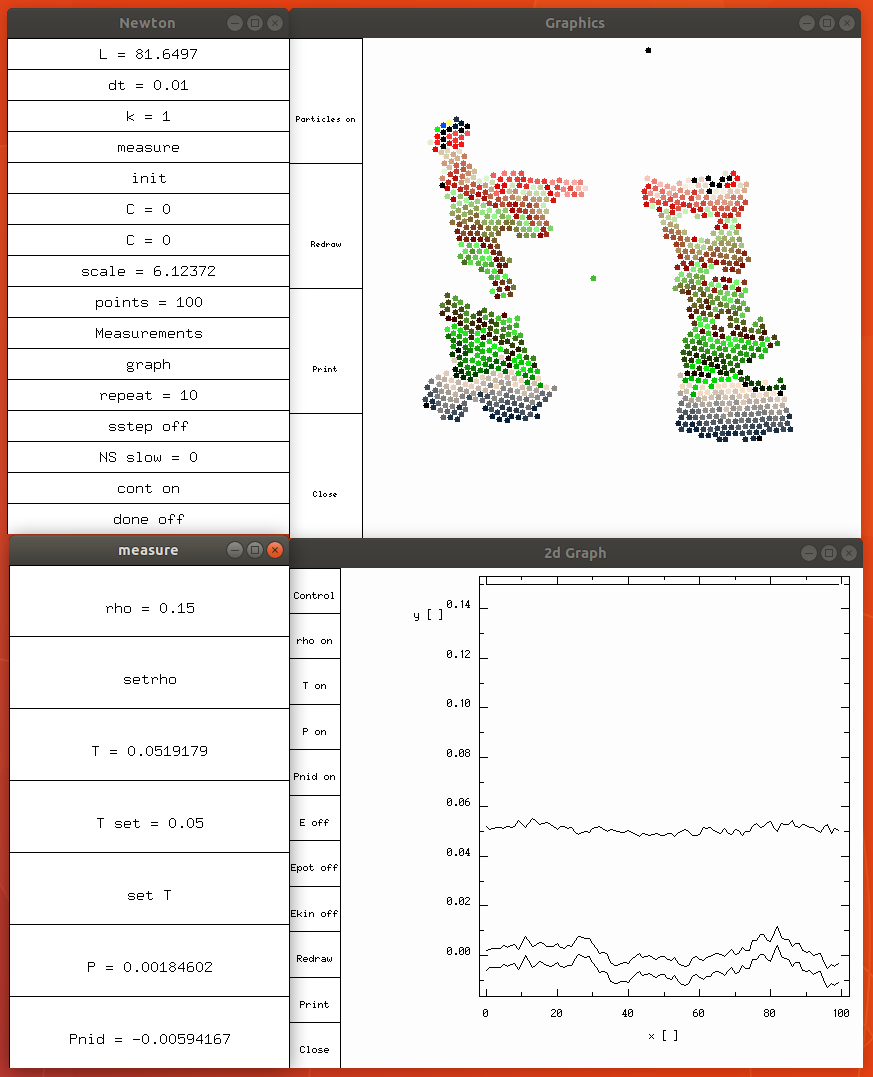 Newton
L = 81.6497
dt = 0.01
k = 1
measure
init
C = 0
C = 0
scale = 6.12372
points = 100
Measurements
graph
repeat = 10
sstep off
NS slow = 0
cont on
done off
Graphics
Particles on
Redraw
Print
Close
measure
rho = 0.15
setrho
T = 0.0519179
T set = 0.05
set T
P = 0.00184602
Pnid = -0.00594167
2d Graph
Control
rho on
T on
P on
Pnid on
E off
Epot off
Ekin off
Redraw
Print
Close
y [ ]
0.14
0.12
0.10
0.08
0.06
0.04
0.02
0.00
0 20 40 60 80 100
x [ ]